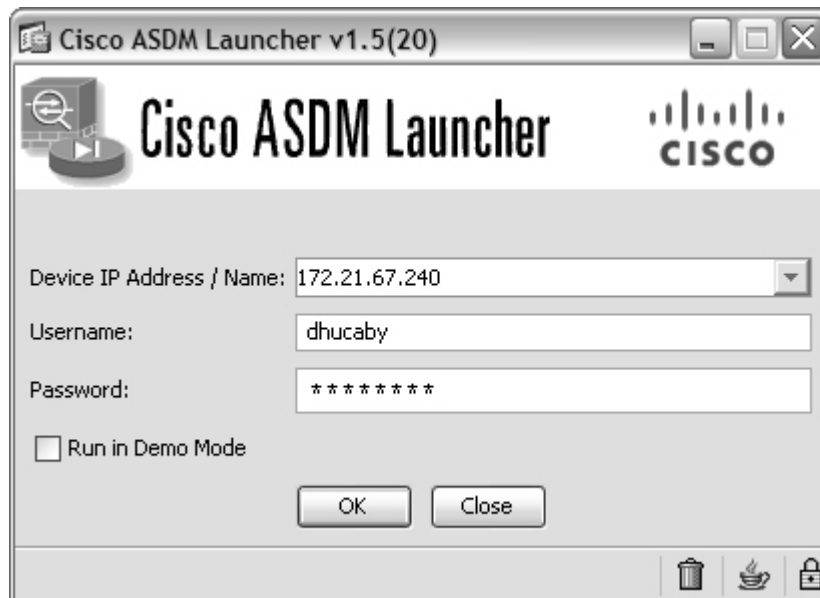 Cisco ASDM Launcher v1.5(20)
Cisco ASDM Launcher
CISCO
Device IP Address / Name: 172.21.67.240
Username: dhucaby
Password: ********
Run in Demo Mode
OK Close